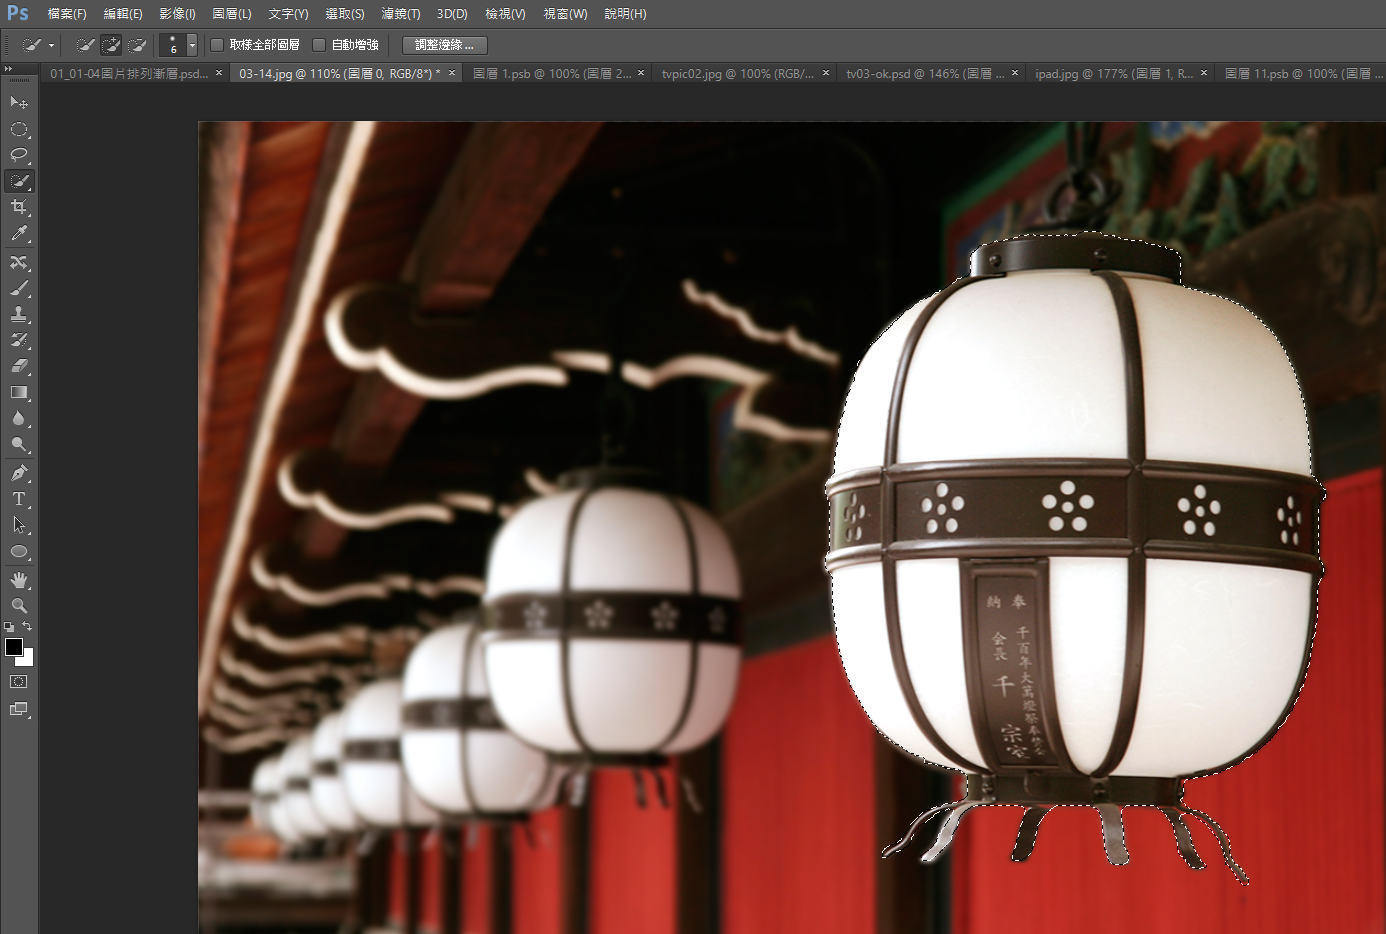 Ps 檔案(F) 編輯(E) 影像(I) 圖層(L) 文字(Y) 選取(S) 濾鏡(T) 3D(D) 檢視(V) 視窗(W) 說明(H)
6 取樣全部圖層 自動增強 調整邊緣 ...
01_01-04圖片排列漸層.psd... × 03-14.jpg @ 110% (圖層 0, RGB/8*) * × 圖層 1.psb @ 100% (圖層 2... × tvpic02.jpg @ 100% (RGB/... × tv03-ok.psd @ 146% (圖層 ... × ipad.jpg @ 177% (圖層 1, R... × 圖層 11.psb @ 100% (圖層 ...
T
奉納
千百年大萬燈祭奉
会長 千 宗室